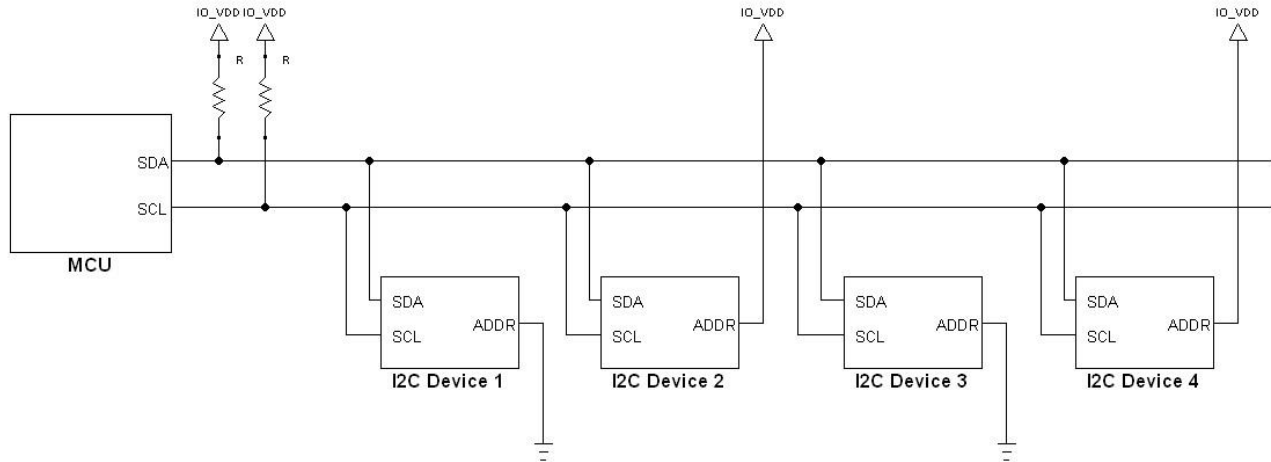 IO_VDD IO_VDD IO_VDD IO_VDD
R R
SDA
SCL
MCU
SDA SDA SDA SDA
ADDR ADDR ADDR ADDR
SCL SCL SCL SCL
I2C Device 1 I2C Device 2 I2C Device 3 I2C Device 4